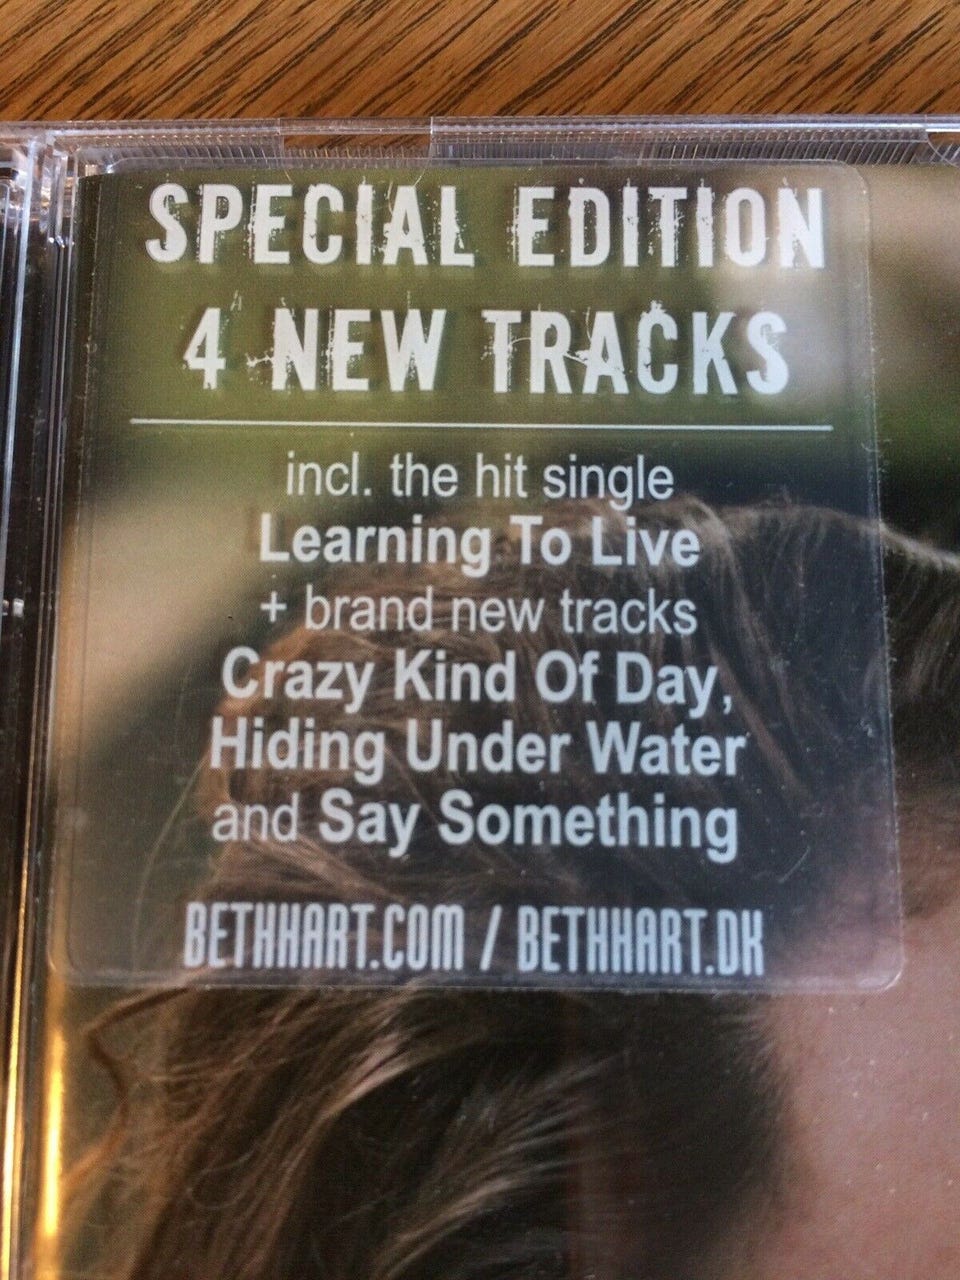 SPECIAL EDITION
4 NEW TRACKS
incl. the hit single
Learning To Live
+ brand new tracks
Crazy Kind Of Day,
Hiding Under Water
and Say Something
BETHHART.COM / BETHHART.DK